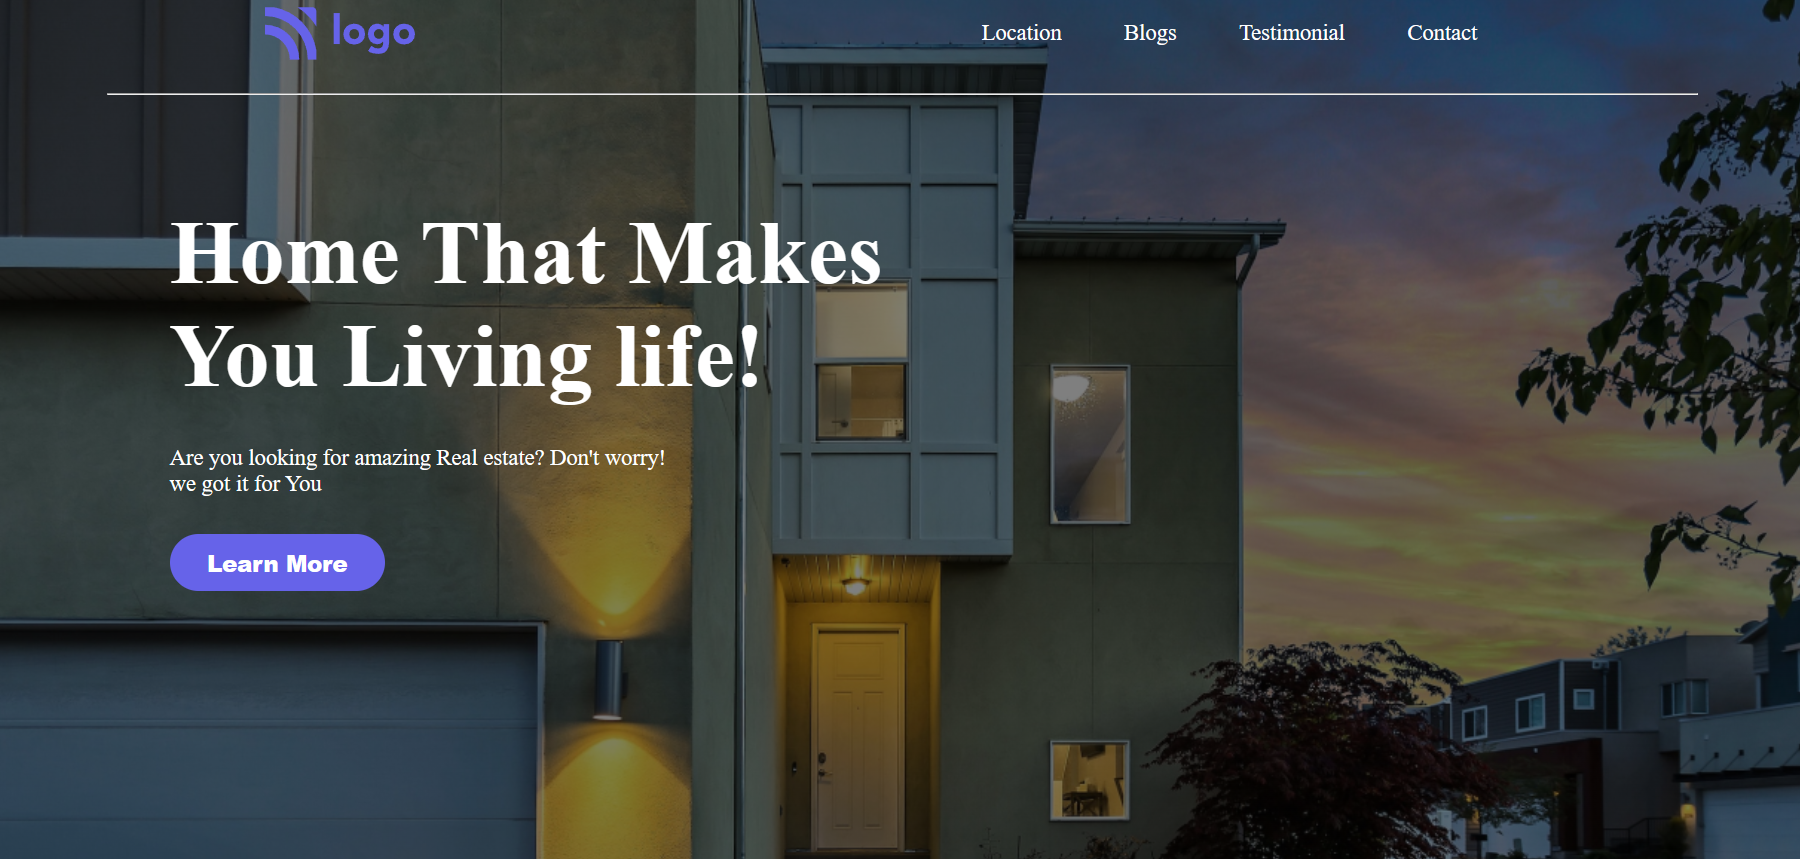 logo
Location Blogs Testimonial Contact
Home That Makes
You Living life!
Are you looking for amazing Real estate? Don't worry!
we got it for You
Learn More